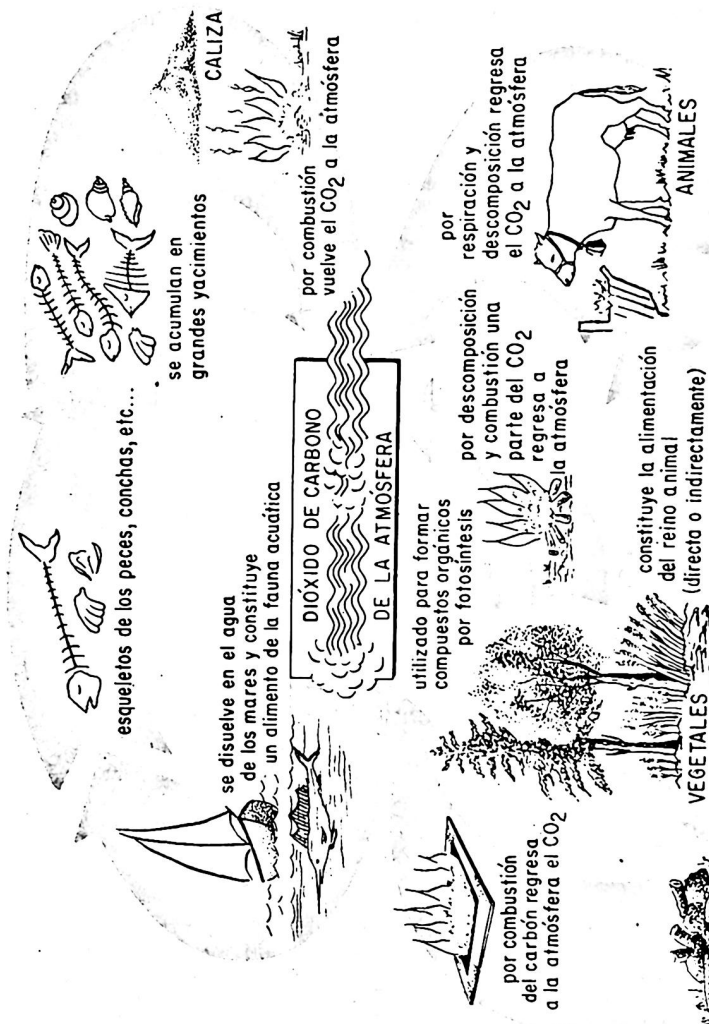 esquejetos de los peces, conchas, etc...
se acumulan en
grandes yacimientos
CALIZA
se disuelve en el agua
de los mares y constituye
un alimento de la fauna acuática
por combustión
vuelve el CO2 a la atmósfera
DIÓXIDO DE CARBONO
DE LA ATMÓSFERA
por combustión
del carbón regresa
a la atmósfera el CO2
utilizado para formar
compuestos orgánicos
por fotosíntesis
por descomposición
y combustión una
parte del CO2
regresa a
la atmósfera
por
respiración y
descomposición regresa
el CO2 a la atmósfera
VEGETALES
constituye la alimentación
del reino animal
(directa o indirectamente)
ANIMALES